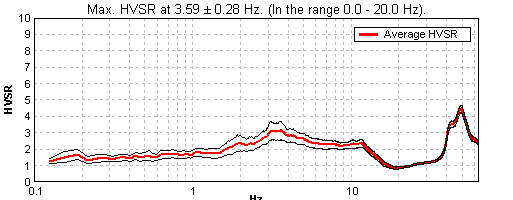 Max. HVSR at 3.59 ± 0.28 Hz. (In the range 0.0 - 20.0 Hz).
Average HVSR
HVSR
10
9
8
7
6
5
4
3
2
1
0
0.1 1 10
Hz